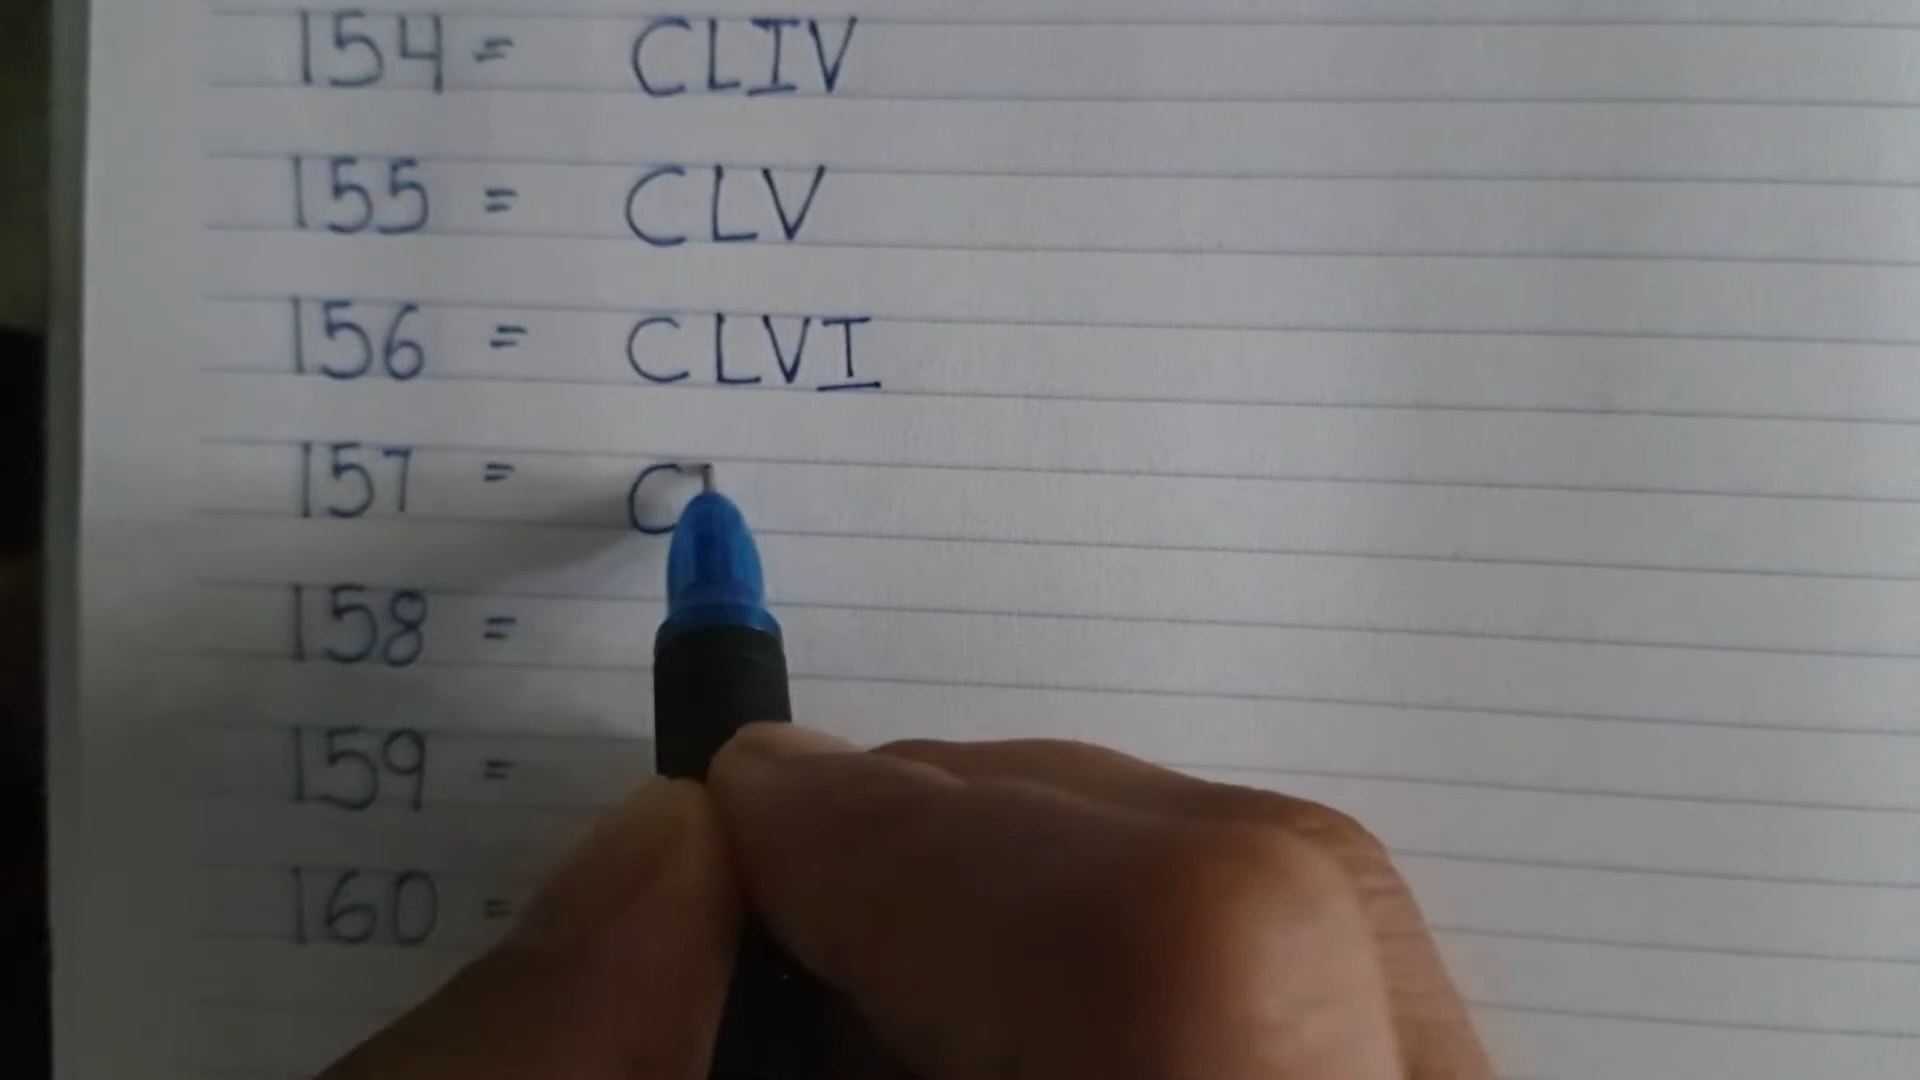 154 = CLIV
155 = CLV
156 = CLVI
157 = C
158 =
159 =
160 =